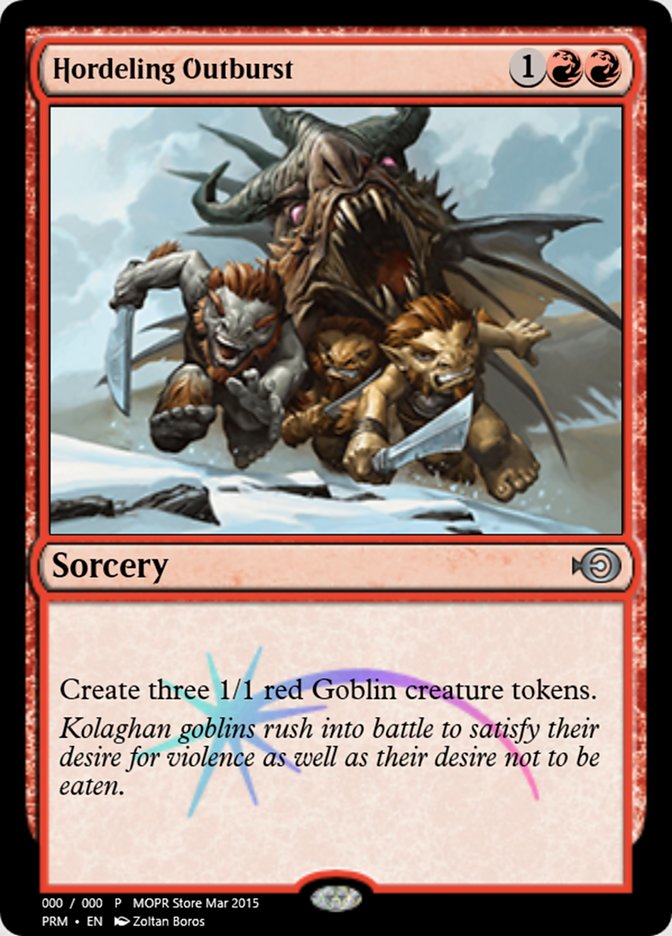 Hordeling Outburst 1
Sorcery
Create three 1/1 red Goblin creature tokens.
Kolaghan goblins rush into battle to satisfy their
desire for violence as well as their desire not to be
eaten.
000 / 000 P MOPR Store Mar 2015
PRM • EN Zoltan Boros